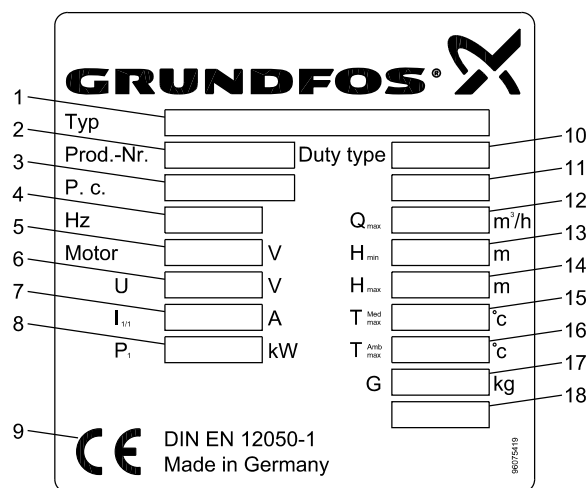 GRUNDFOS®
1 Typ
2 Prod.-Nr. Duty type 10
3 P. c. 11
4 Hz Q max m³/h 12
5 Motor V H min m 13
6 U V H max m 14
7 I 1/1 A T Med max °c 15
8 P1 kW T Amb max °c 16
G kg 17
18
9 CE DIN EN 12050-1
Made in Germany
96075419